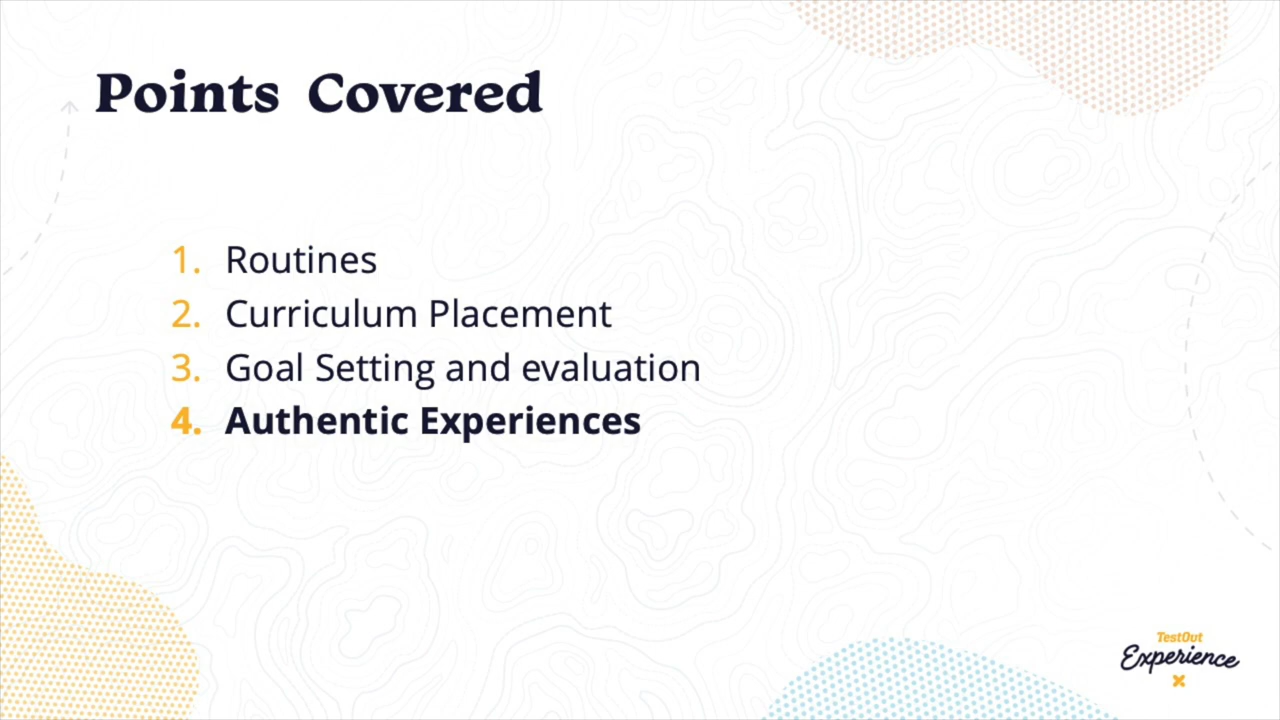 Points Covered
1. Routines
2. Curriculum Placement
3. Goal Setting and evaluation
4. Authentic Experiences
TestOut
Experience